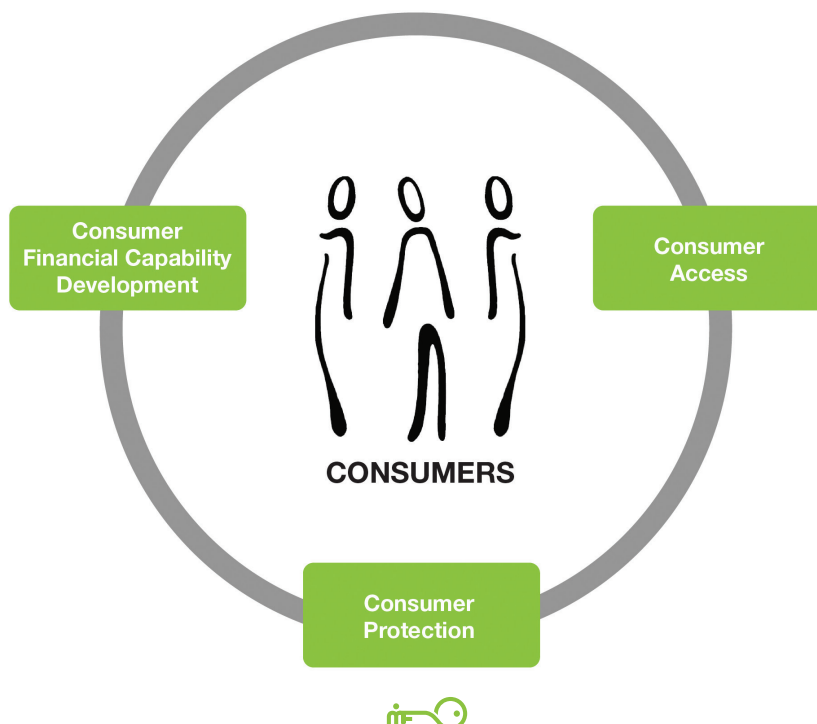 Consumer
Financial Capability
Development
Consumer
Access
CONSUMERS
Consumer
Protection